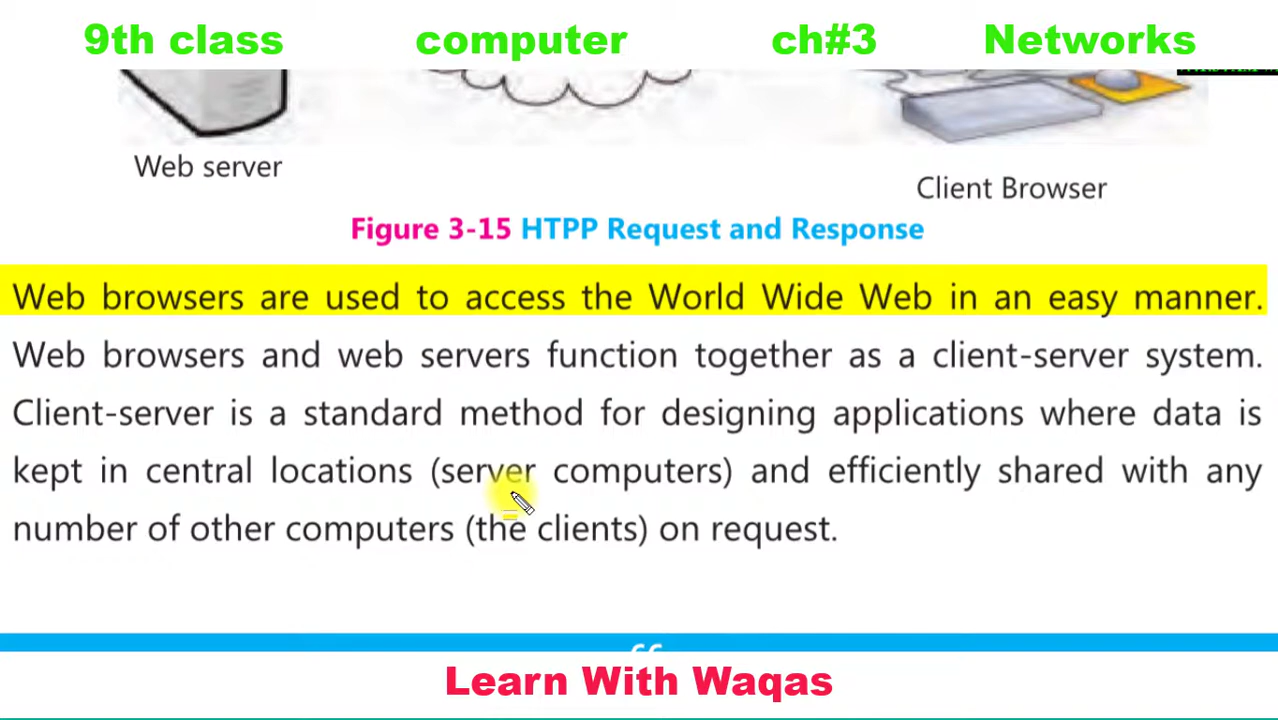 9th class computer ch#3 Networks
Web server
Client Browser
Figure 3-15 HTPP Request and Response
Web browsers are used to access the World Wide Web in an easy manner.
Web browsers and web servers function together as a client-server system.
Client-server is a standard method for designing applications where data is
kept in central locations (server computers) and efficiently shared with any
number of other computers (the clients) on request.
Learn With Waqas